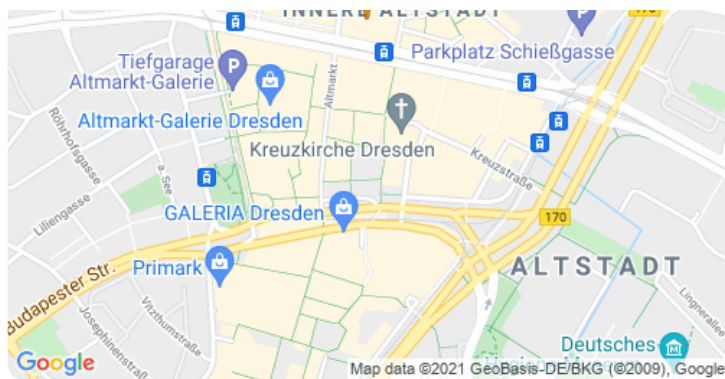 INNERE ALTSTADT
170
Parkplatz Schießgasse
Tiefgarage
Altmarkt-Galerie
Altmarkt
Altmarkt-Galerie Dresden
Kreuzkirche Dresden
Kreuzstraße
Röhrhofsgasse
Liliengasse
a. See
GALERIA Dresden
170
Primark
ALTSTADT
Budapester Str.
Vitzthumstraße
Josephinenstraße
Lingnerallee
Deutsches
Google
Map data ©2021 GeoBasis-DE/BKG (©2009), Google